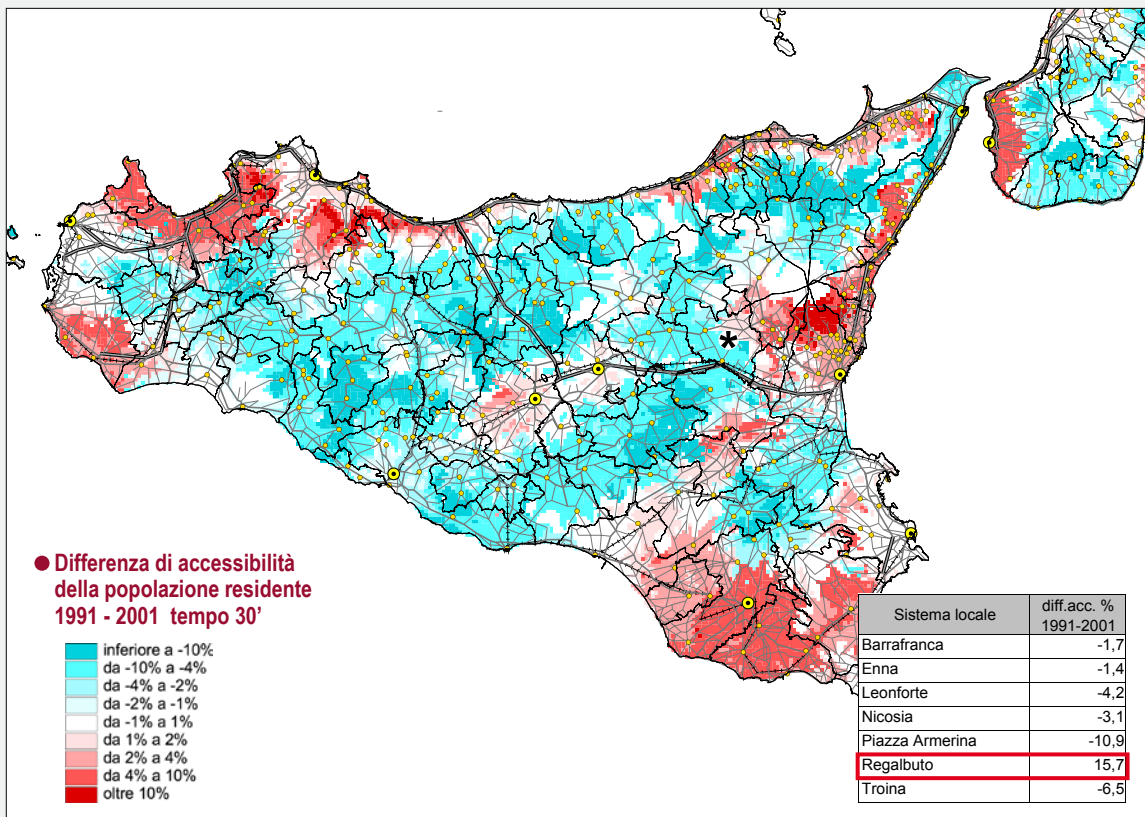 *
● Differenza di accessibilità
della popolazione residente
1991 - 2001 tempo 30’
inferiore a -10%
da -10% a -4%
da -4% a -2%
da -2% a -1%
da -1% a 1%
da 1% a 2%
da 2% a 4%
da 4% a 10%
oltre 10%
Sistema locale diff.acc. %
1991-2001
Barrafranca -1,7
Enna -1,4
Leonforte -4,2
Nicosia -3,1
Piazza Armerina -10,9
Regalbuto 15,7
Troina -6,5